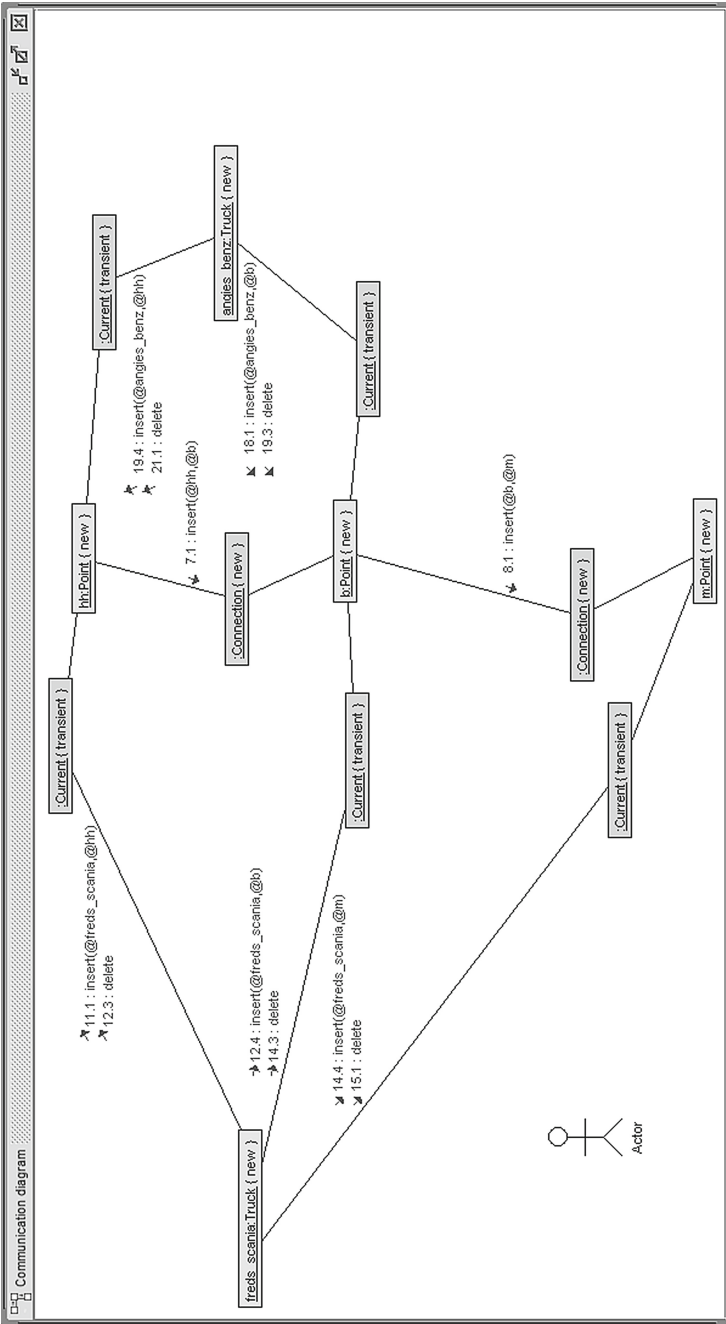 Communication diagram
freds_scania:Truck { new }
11.1 : insert(@freds_scania,@hh)
12.3 : delete
12.4 : insert(@freds_scania,@b)
14.3 : delete
14.4 : insert(@freds_scania,@m)
15.1 : delete
Actor
:Current { transient }
:Current { transient }
:Current { transient }
hh:Point { new }
7.1 : insert(@hh,@b)
:Connection { new }
b:Point { new }
8.1 : insert(@b,@m)
:Connection { new }
m:Point { new }
:Current { transient }
19.4 : insert(@angies_benz,@hh)
21.1 : delete
angies_benz:Truck { new }
18.1 : insert(@angies_benz,@b)
19.3 : delete
:Current { transient }